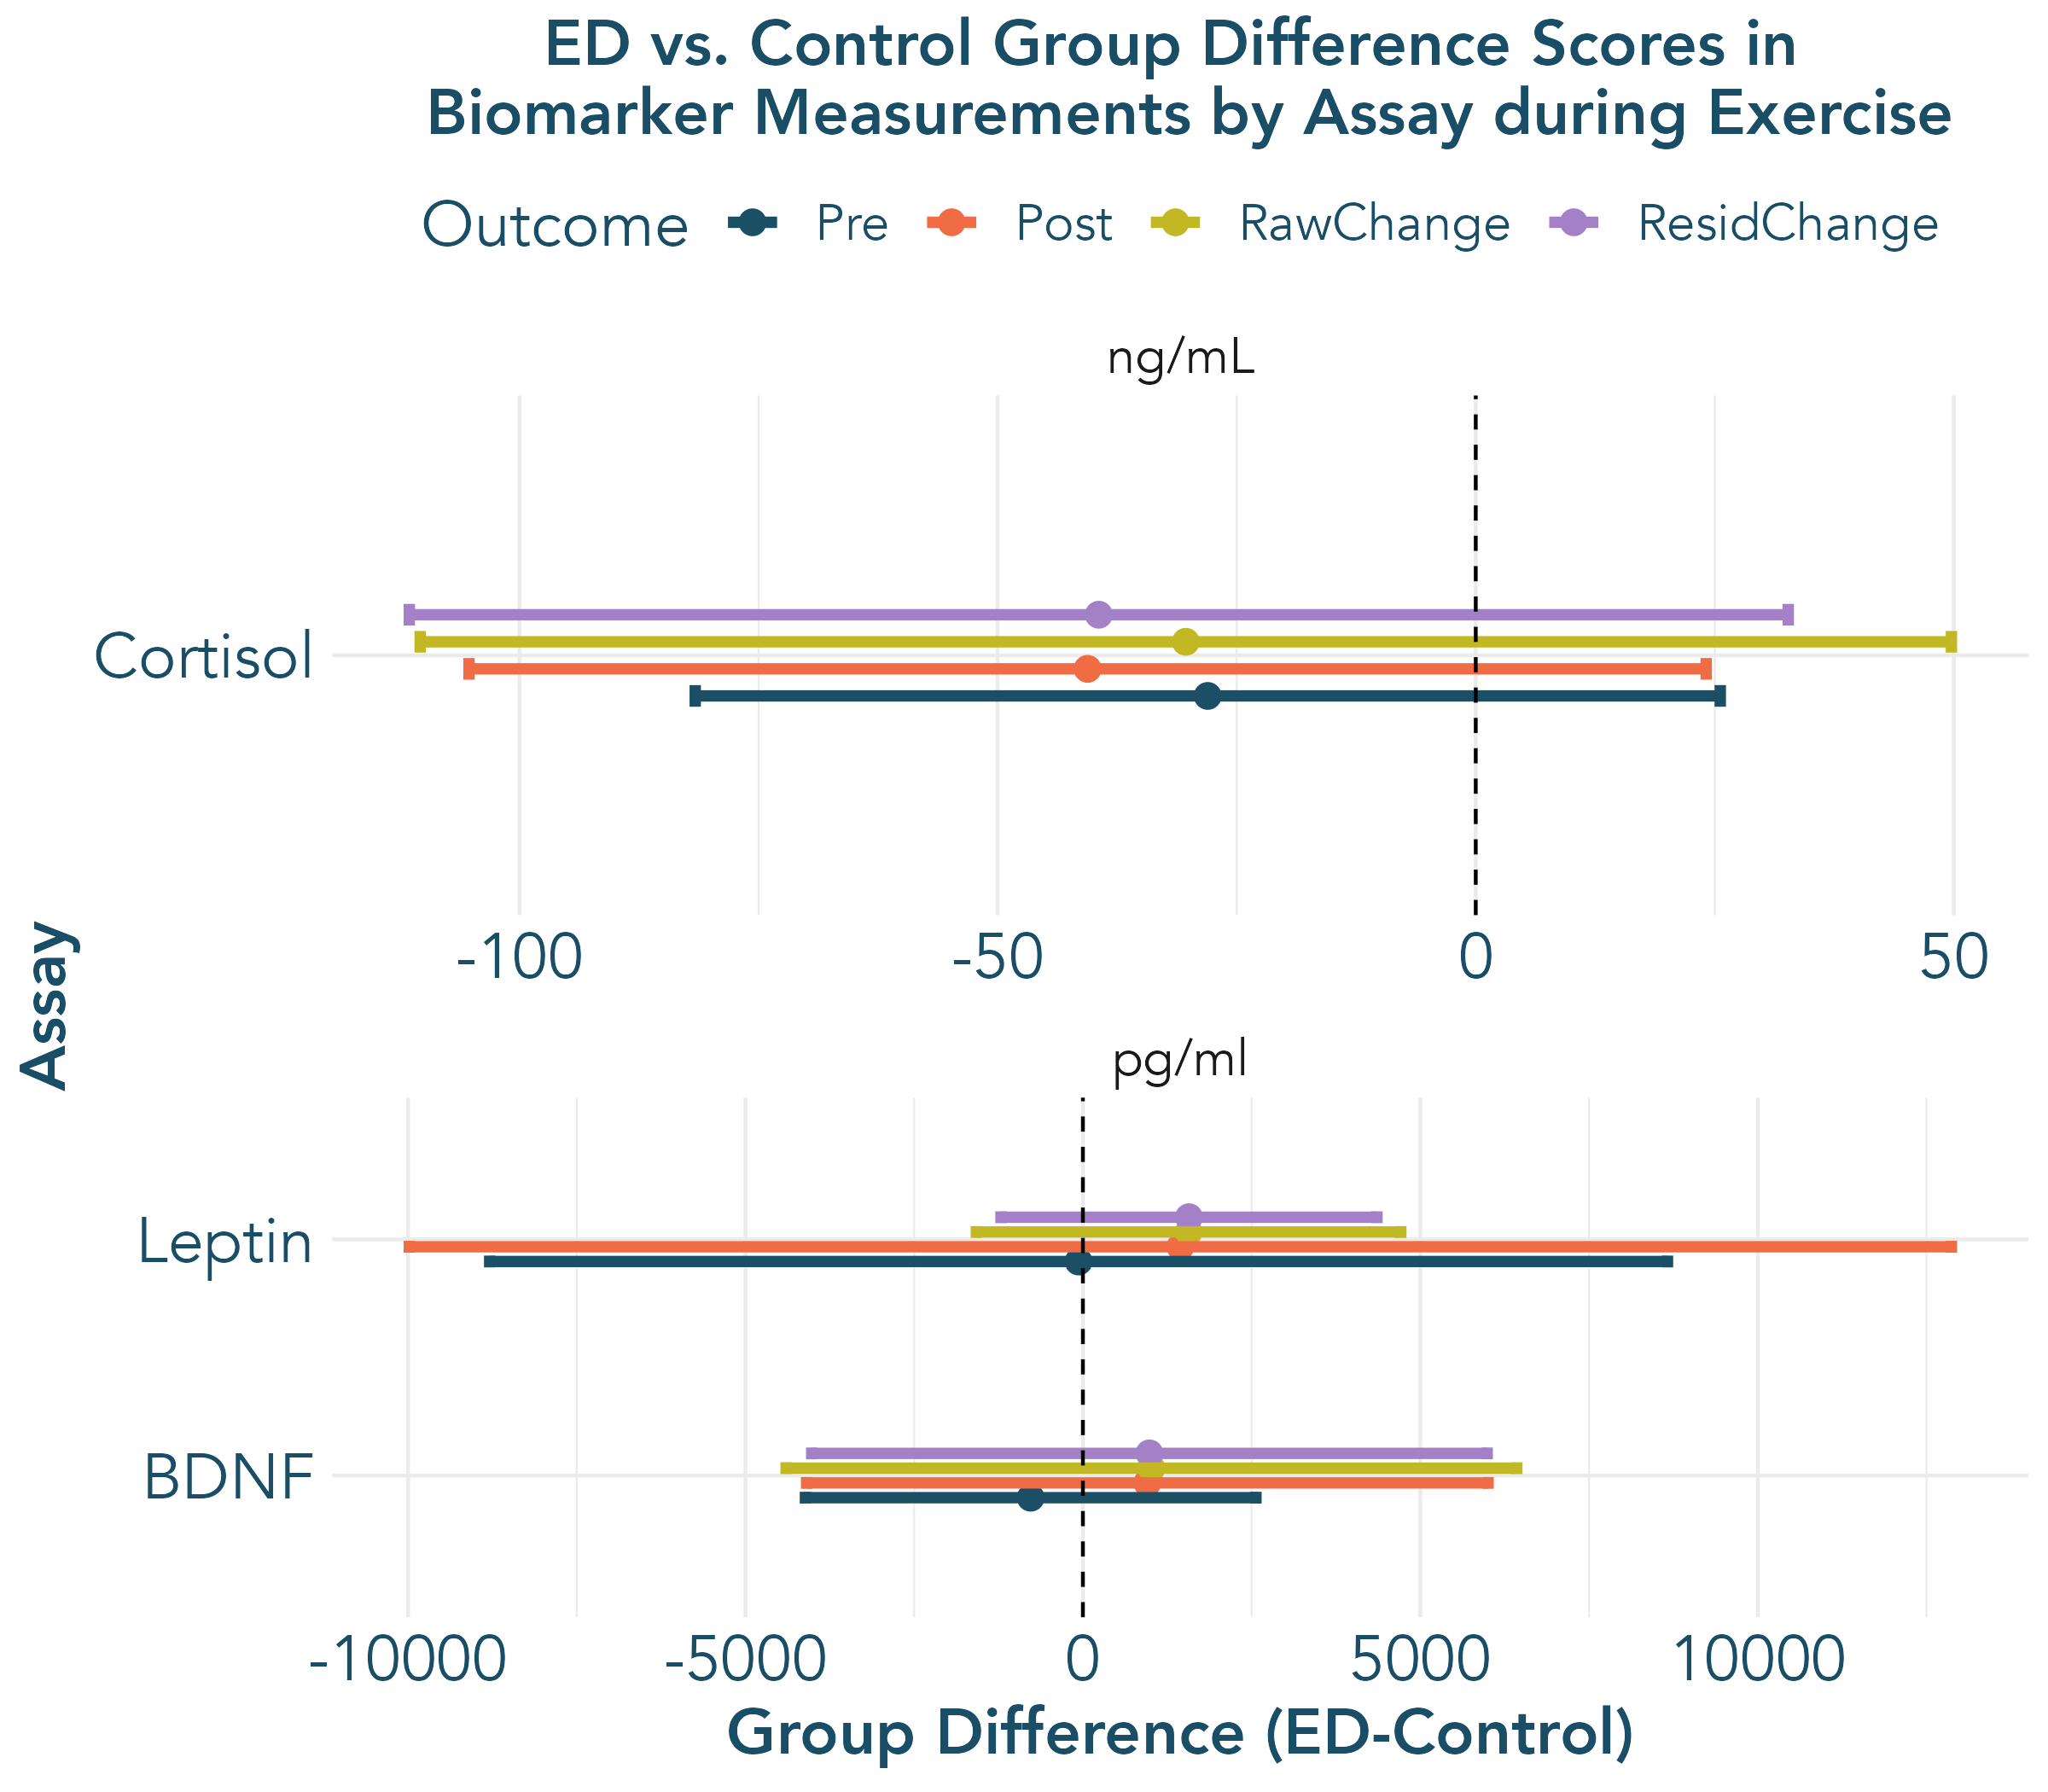 ED vs. Control Group Difference Scores in
Biomarker Measurements by Assay during Exercise
Outcome Pre Post RawChange ResidChange
ng/mL
Cortisol
-100 -50 0 50
Assay
pg/ml
Leptin
BDNF
-10000 -5000 0 5000 10000
Group Difference (ED-Control)